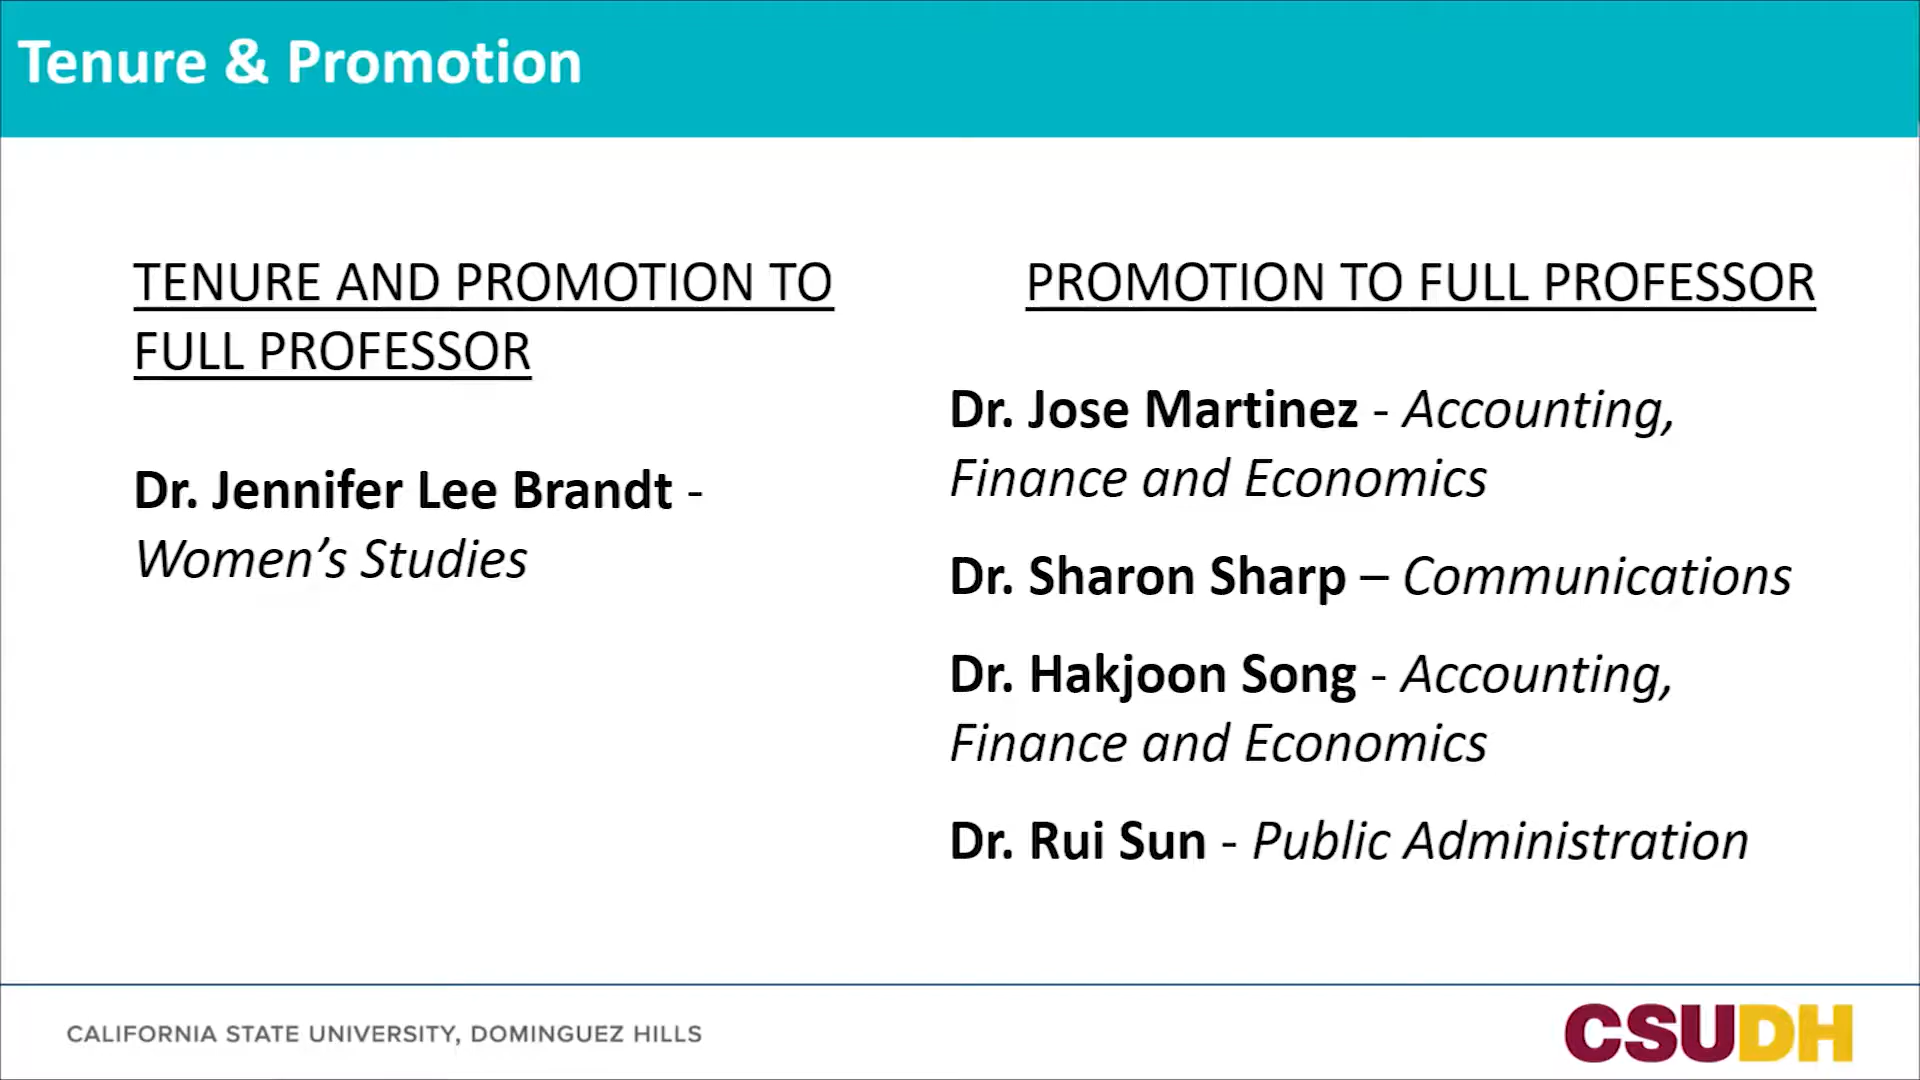 Tenure & Promotion
TENURE AND PROMOTION TO
FULL PROFESSOR
Dr. Jennifer Lee Brandt -
Women’s Studies
PROMOTION TO FULL PROFESSOR
Dr. Jose Martinez - Accounting,
Finance and Economics
Dr. Sharon Sharp – Communications
Dr. Hakjoon Song - Accounting,
Finance and Economics
Dr. Rui Sun - Public Administration
CALIFORNIA STATE UNIVERSITY, DOMINGUEZ HILLS
CSUDH